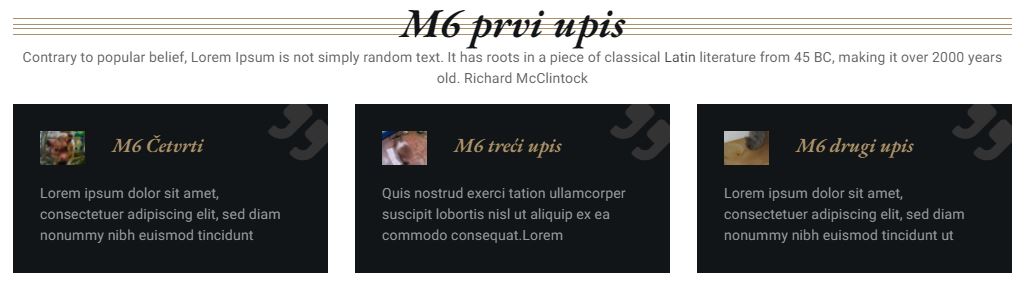 M6 prvi upis
Contrary to popular belief, Lorem Ipsum is not simply random text. It has roots in a piece of classical Latin literature from 45 BC, making it over 2000 years
old. Richard McClintock
M6 Četvrti
Lorem ipsum dolor sit amet,
consectetuer adipiscing elit, sed diam
nonummy nibh euismod tincidunt
M6 treći upis
Quis nostrud exerci tation ullamcorper
suscipit lobortis nisl ut aliquip ex ea
commodo consequat.Lorem
M6 drugi upis
Lorem ipsum dolor sit amet,
consectetuer adipiscing elit, sed diam
nonummy nibh euismod tincidunt ut